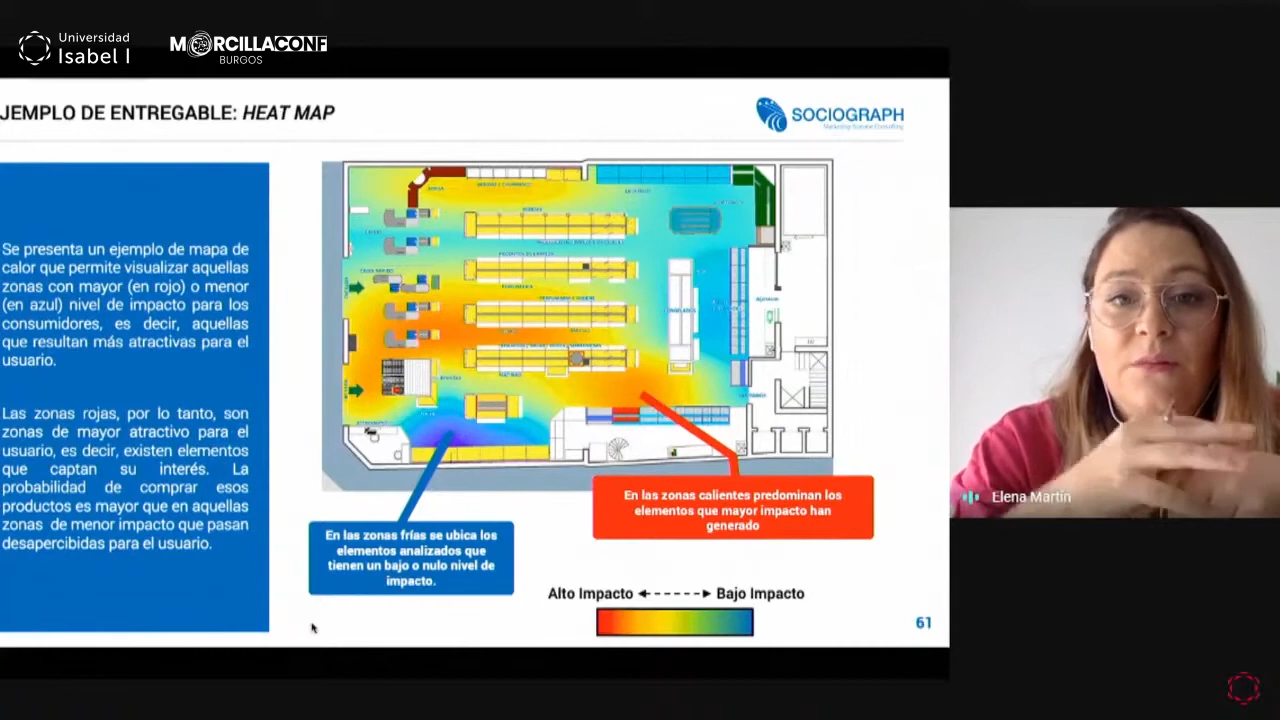 Universidad
Isabel I
MORCILLACONF
BURGOS
JEMPLO DE ENTREGABLE: HEAT MAP
SOCIOGRAPH
Marketing Science Consulting
Se presenta un ejemplo de mapa de
calor que permite visualizar aquellas
zonas con mayor (en rojo) o menor
(en azul) nivel de impacto para los
consumidores, es decir, aquellas
que resultan más atractivas para el
usuario.
Las zonas rojas, por lo tanto, son
zonas de mayor atractivo para el
usuario, es decir, existen elementos
que captan su interés. La
probabilidad de comprar esos
productos es mayor que en aquellas
zonas de menor impacto que pasan
desapercibidas para el usuario.
En las zonas frías se ubica los
elementos analizados que
tienen un bajo o nulo nivel de
impacto.
En las zonas calientes predominan los
elementos que mayor impacto han
generado
Alto Impacto
Bajo Impacto
61
Elena Martín